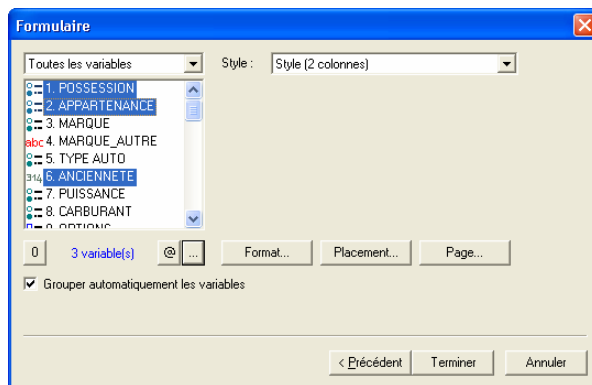 Formulaire
Toutes les variables
Style :
Style (2 colonnes)
1. POSSESSION
2. APPARTENANCE
3. MARQUE
abc 4. MARQUE_AUTRE
5. TYPE AUTO
314 6. ANCIENNETE
7. PUISSANCE
8. CARBURANT
9. OPTIONS
0
3 variable(s)
@
...
Format...
Placement...
Page...
Grouper automatiquement les variables
< Précédent
Terminer
Annuler